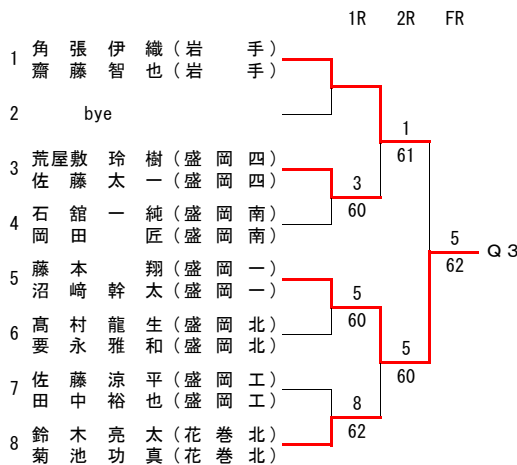 1R 2R FR
1 角張伊織(岩手)
齋藤智也(岩手)
2 bye
1
61
3 荒屋敷玲樹(盛岡四)
佐藤太一(盛岡四)
3
60
4 石舘一純(盛岡南)
岡田匠(盛岡南)
5
62
Q3
5 藤本翔(盛岡一)
沼﨑幹太(盛岡一)
5
60
6 髙村龍生(盛岡北)
要永雅和(盛岡北)
5
60
7 佐藤涼平(盛岡工)
田中裕也(盛岡工)
8
62
8 鈴木亮太(花巻北)
菊池功真(花巻北)